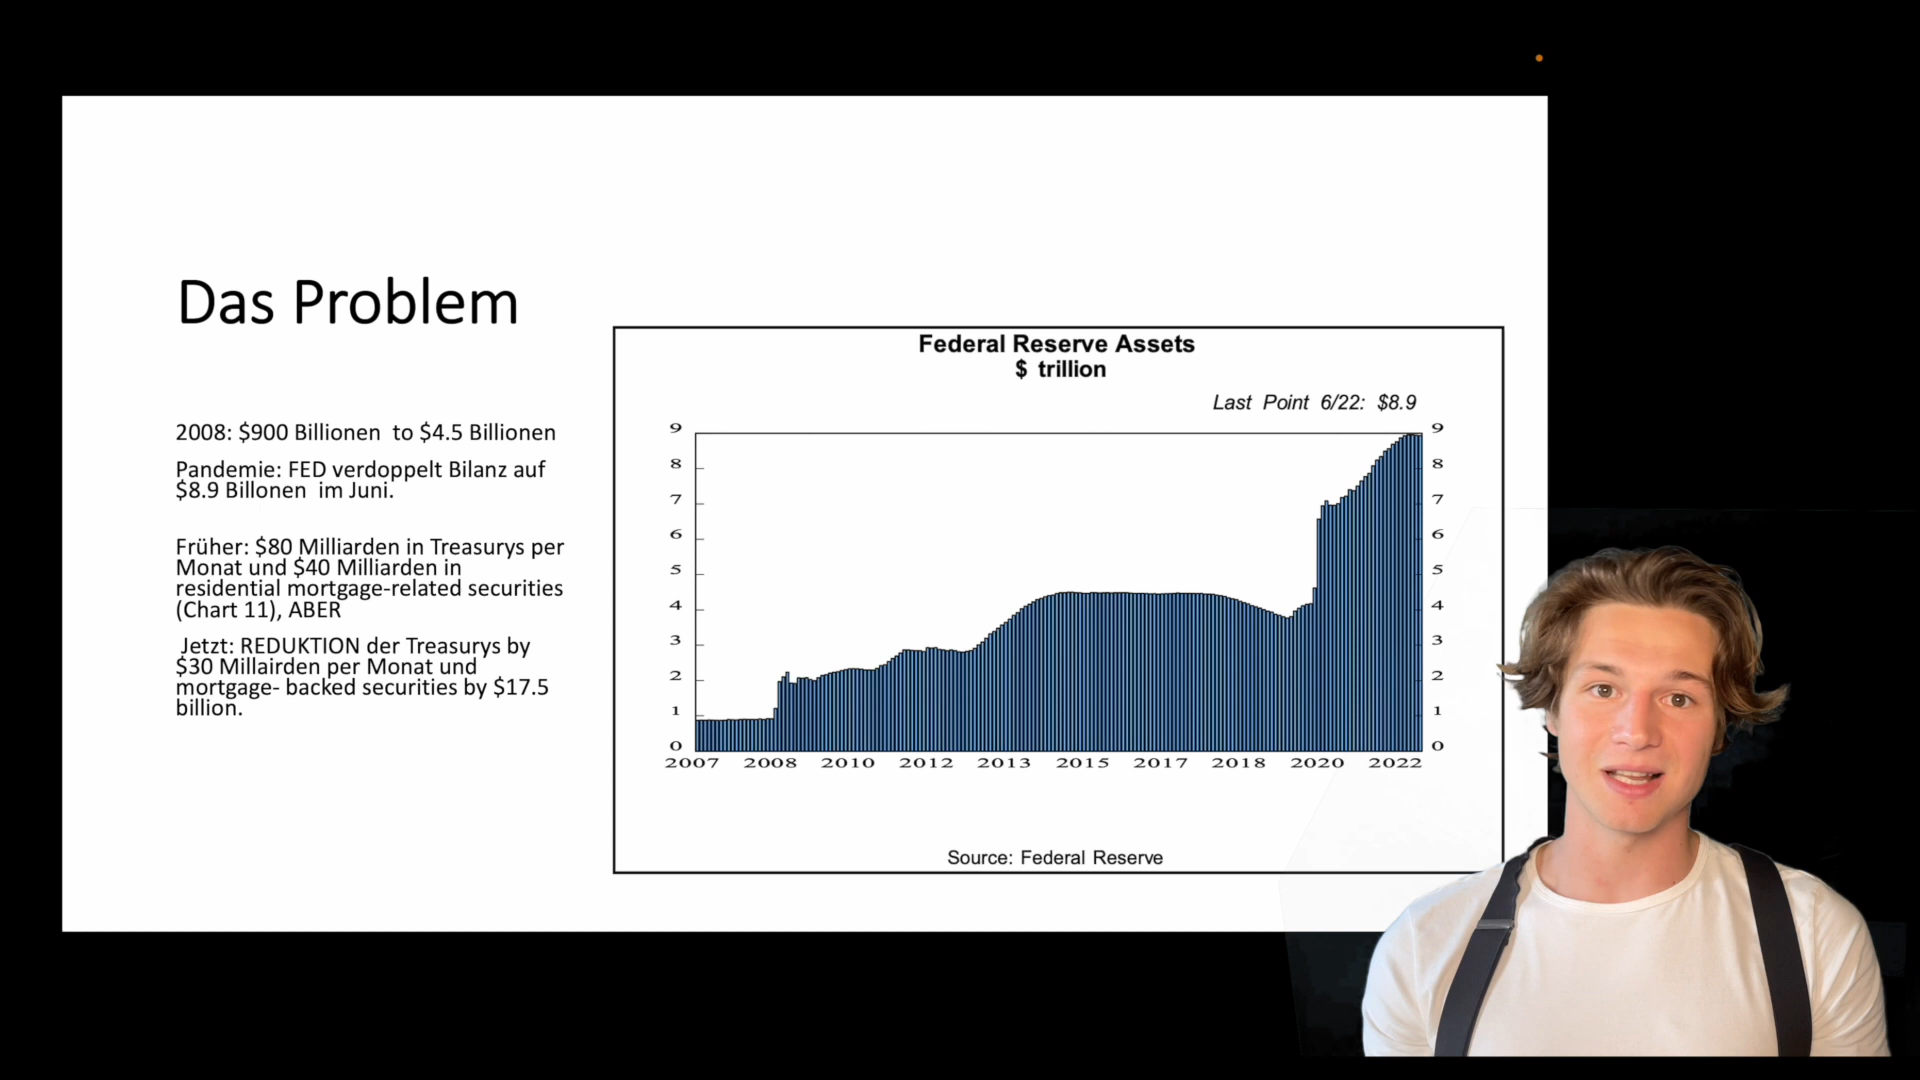 Das Problem
2008: $900 Billionen to $4.5 Billionen
Pandemie: FED verdoppelt Bilanz auf
$8.9 Billonen im Juni.
Früher: $80 Milliarden in Treasurys per
Monat und $40 Milliarden in
residential mortgage-related securities
(Chart 11), ABER
Jetzt: REDUKTION der Treasurys by
$30 Millairden per Monat und
mortgage- backed securities by $17.5
billion.
Federal Reserve Assets
$ trillion
Last Point 6/22: $8.9
9 9
8 8
7 7
6 6
5 5
4 4
3 3
2 2
1 1
0 0
2007 2008 2010 2012 2013 2015 2017 2018 2020 2022
Source: Federal Reserve